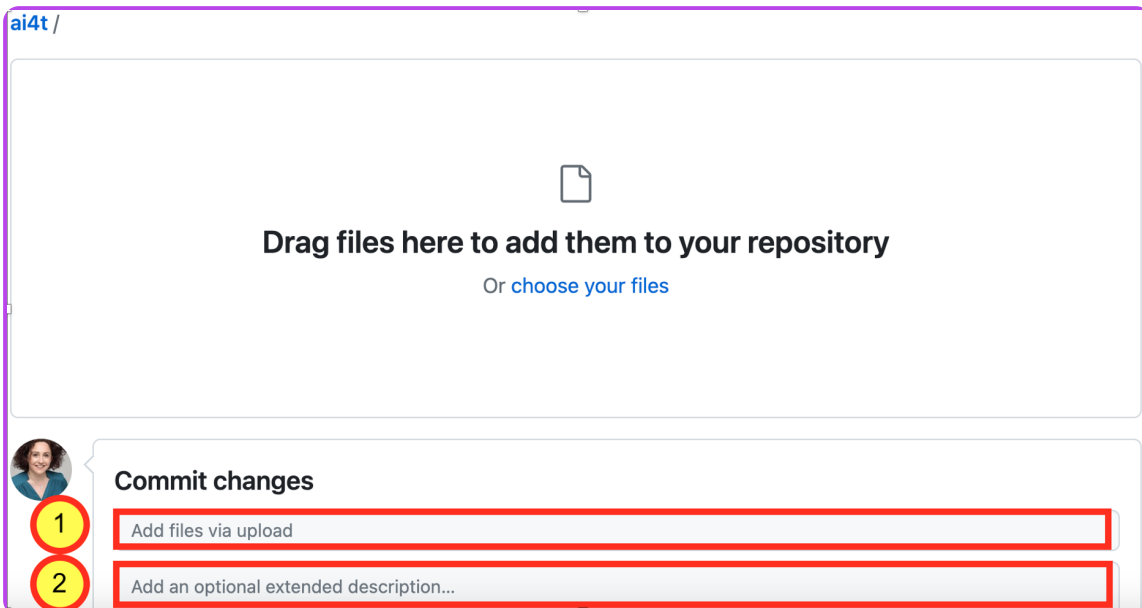 ai4t /
Drag files here to add them to your repository
Or choose your files
Commit changes
1
Add files via upload
2
Add an optional extended description...